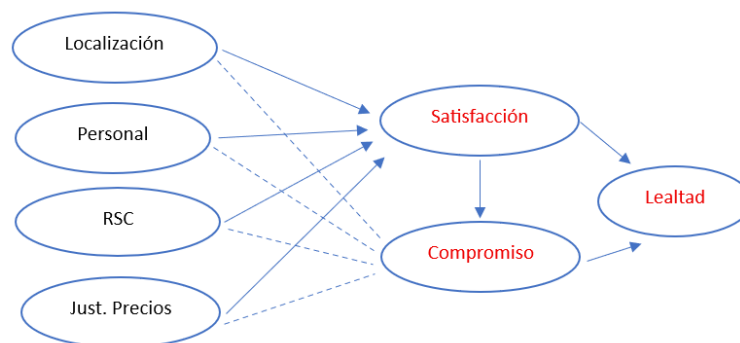 Localización
Personal
RSC
Just. Precios
Satisfacción
Compromiso
Lealtad